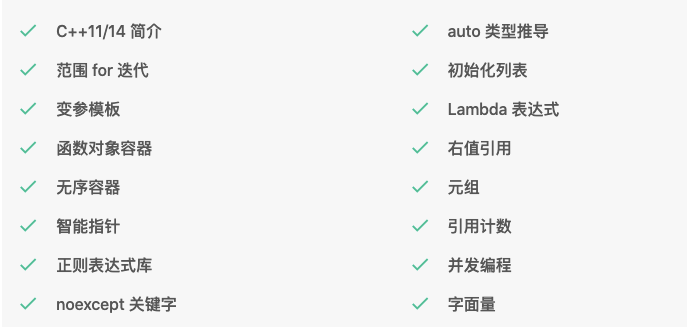 C++11/14 简介
auto 类型推导
范围 for 迭代
初始化列表
变参模板
Lambda 表达式
函数对象容器
右值引用
无序容器
元组
智能指针
引用计数
正则表达式库
并发编程
noexcept 关键字
字面量